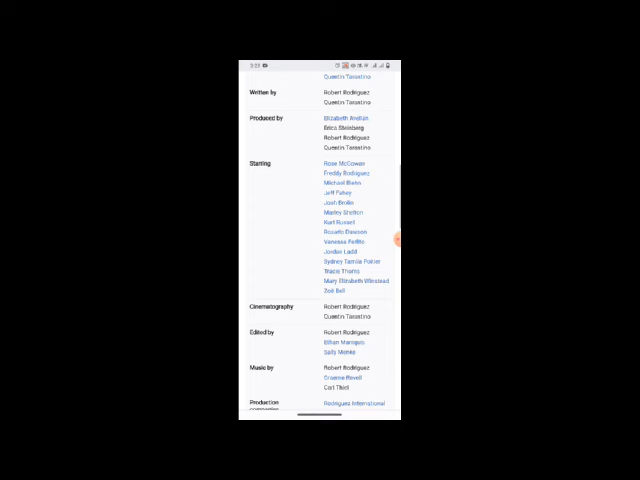 3:23
Quentin Tarantino
Written by
Robert Rodriguez
Quentin Tarantino
Produced by
Elizabeth Avellan
Erica Steinberg
Robert Rodriguez
Quentin Tarantino
Starring
Rose McGowan
Freddy Rodriguez
Michael Biehn
Jeff Fahey
Josh Brolin
Marley Shelton
Kurt Russell
Rosario Dawson
Vanessa Ferlito
Jordan Ladd
Sydney Tamiia Poitier
Tracie Thoms
Mary Elizabeth Winstead
Zoë Bell
Cinematography
Robert Rodriguez
Quentin Tarantino
Edited by
Robert Rodriguez
Ethan Maniquis
Sally Menke
Music by
Robert Rodriguez
Graeme Revell
Carl Thiel
Production
Rodriguez International
companies